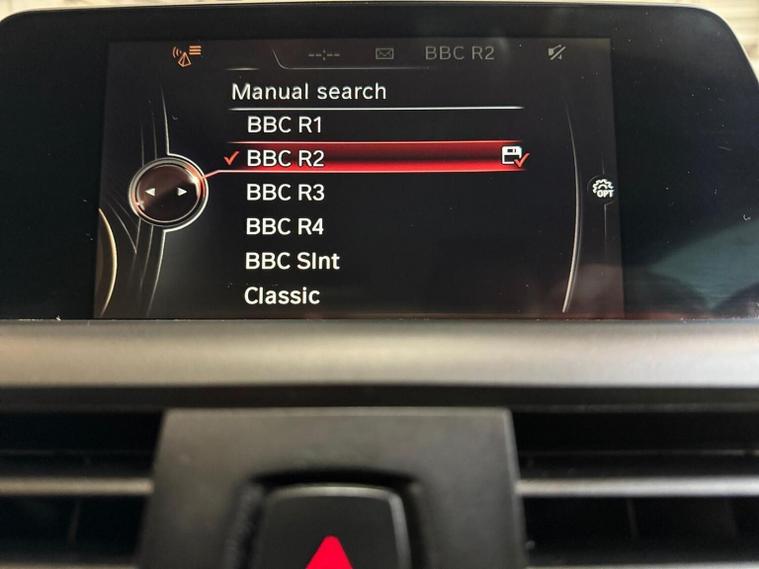 --:-- BBC R2
Manual search
BBC R1
BBC R2
BBC R3
OPT
BBC R4
BBC SInt
Classic